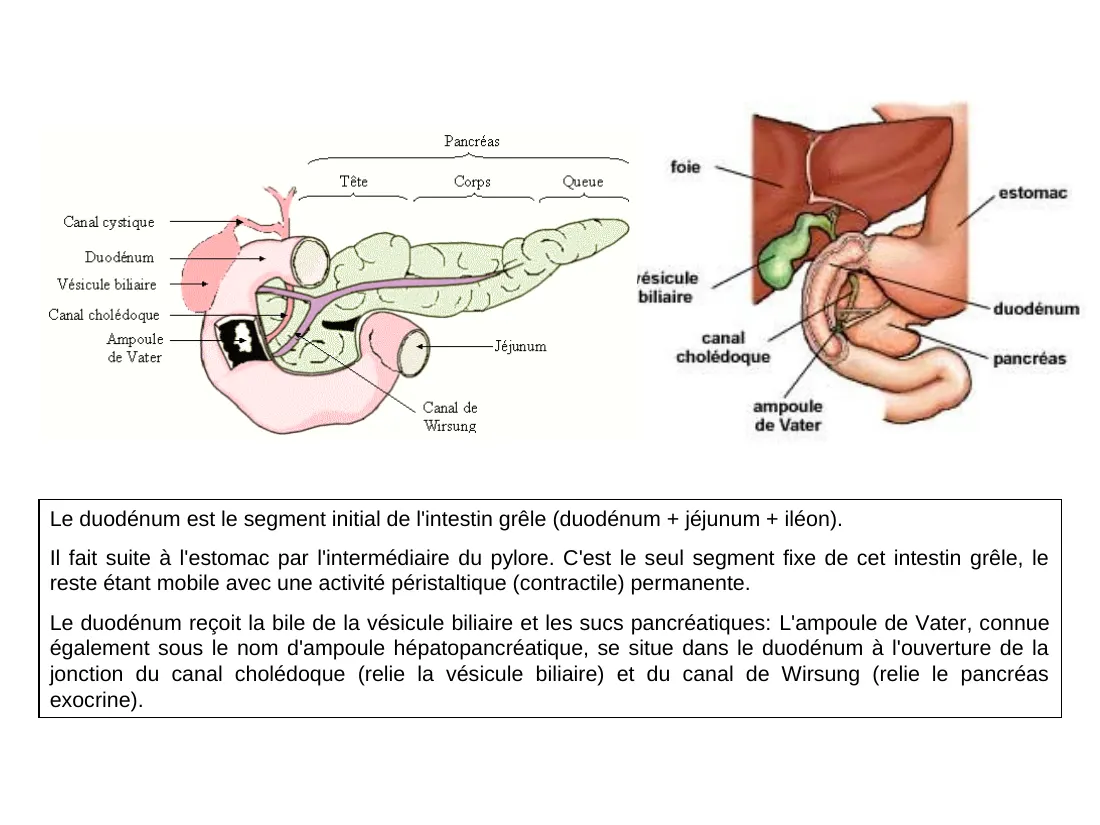 Pancréas
Tête Corps Queue
Canal cystique
Duodénum
Vésicule biliaire
Canal cholédoque
Ampoule
de Vater
Jéjunum
Canal de
Wirsung
foie
estomac
vésicule
biliaire
duodénum
canal
cholédoque
pancréas
ampoule
de Vater
Le duodénum est le segment initial de l'intestin grêle (duodénum + jéjunum + iléon).
Il fait suite à l'estomac par l'intermédiaire du pylore. C'est le seul segment fixe de cet intestin grêle, le
reste étant mobile avec une activité péristaltique (contractile) permanente.
Le duodénum reçoit la bile de la vésicule biliaire et les sucs pancréatiques: L'ampoule de Vater, connue
également sous le nom d'ampoule hépatopancréatique, se situe dans le duodénum à l'ouverture de la
jonction du canal cholédoque (relie la vésicule biliaire) et du canal de Wirsung (relie le pancréas
exocrine).